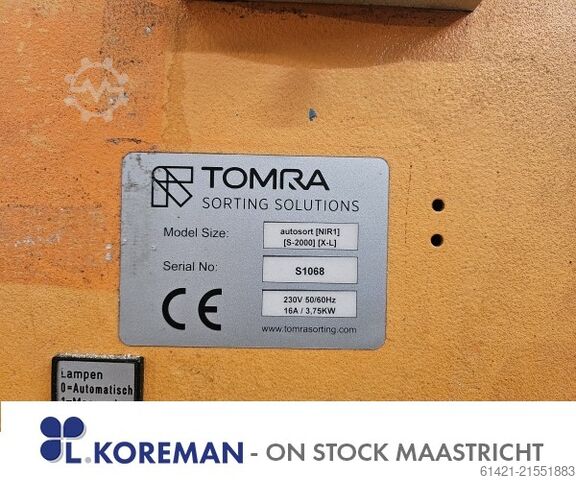 TOMRA
SORTING SOLUTIONS
Model Size:
autosort [NIR1]
[S-2000] [X-L]
Serial No:
S1068
CE
230V 50/60Hz
16A / 3,75KW
www.tomrasorting.com
Lampen
0=Automatisch
L.KOREMAN - ON STOCK MAASTRICHT
61421-21551883